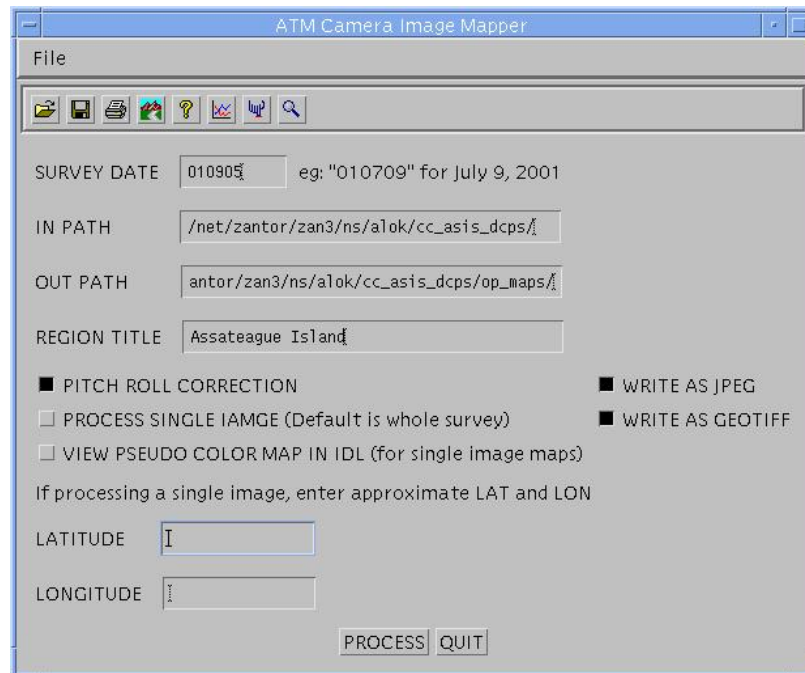 ATM Camera Image Mapper
File
SURVEY DATE 010905 eg: "010709" for July 9, 2001
IN PATH /net/zantor/zan3/ns/alok/cc_asis_dcps/
OUT PATH antor/zan3/ns/alok/cc_asis_dcps/op_maps/
REGION TITLE Assateague Island
PITCH ROLL CORRECTION WRITE AS JPEG
PROCESS SINGLE IAMGE (Default is whole survey) WRITE AS GEOTIFF
VIEW PSEUDO COLOR MAP IN IDL (for single image maps)
If processing a single image, enter approximate LAT and LON
LATITUDE
LONGITUDE
PROCESS QUIT